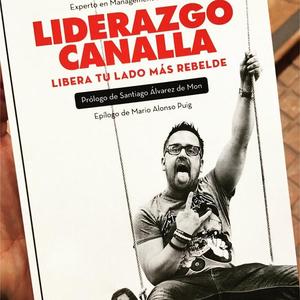 Experto en Management
LIDERAZGO
CANALLA
LIBERA TU LADO MÁS REBELDE
Prólogo de Santiago Álvarez de Mon
Epílogo de Mario Alonso Puig